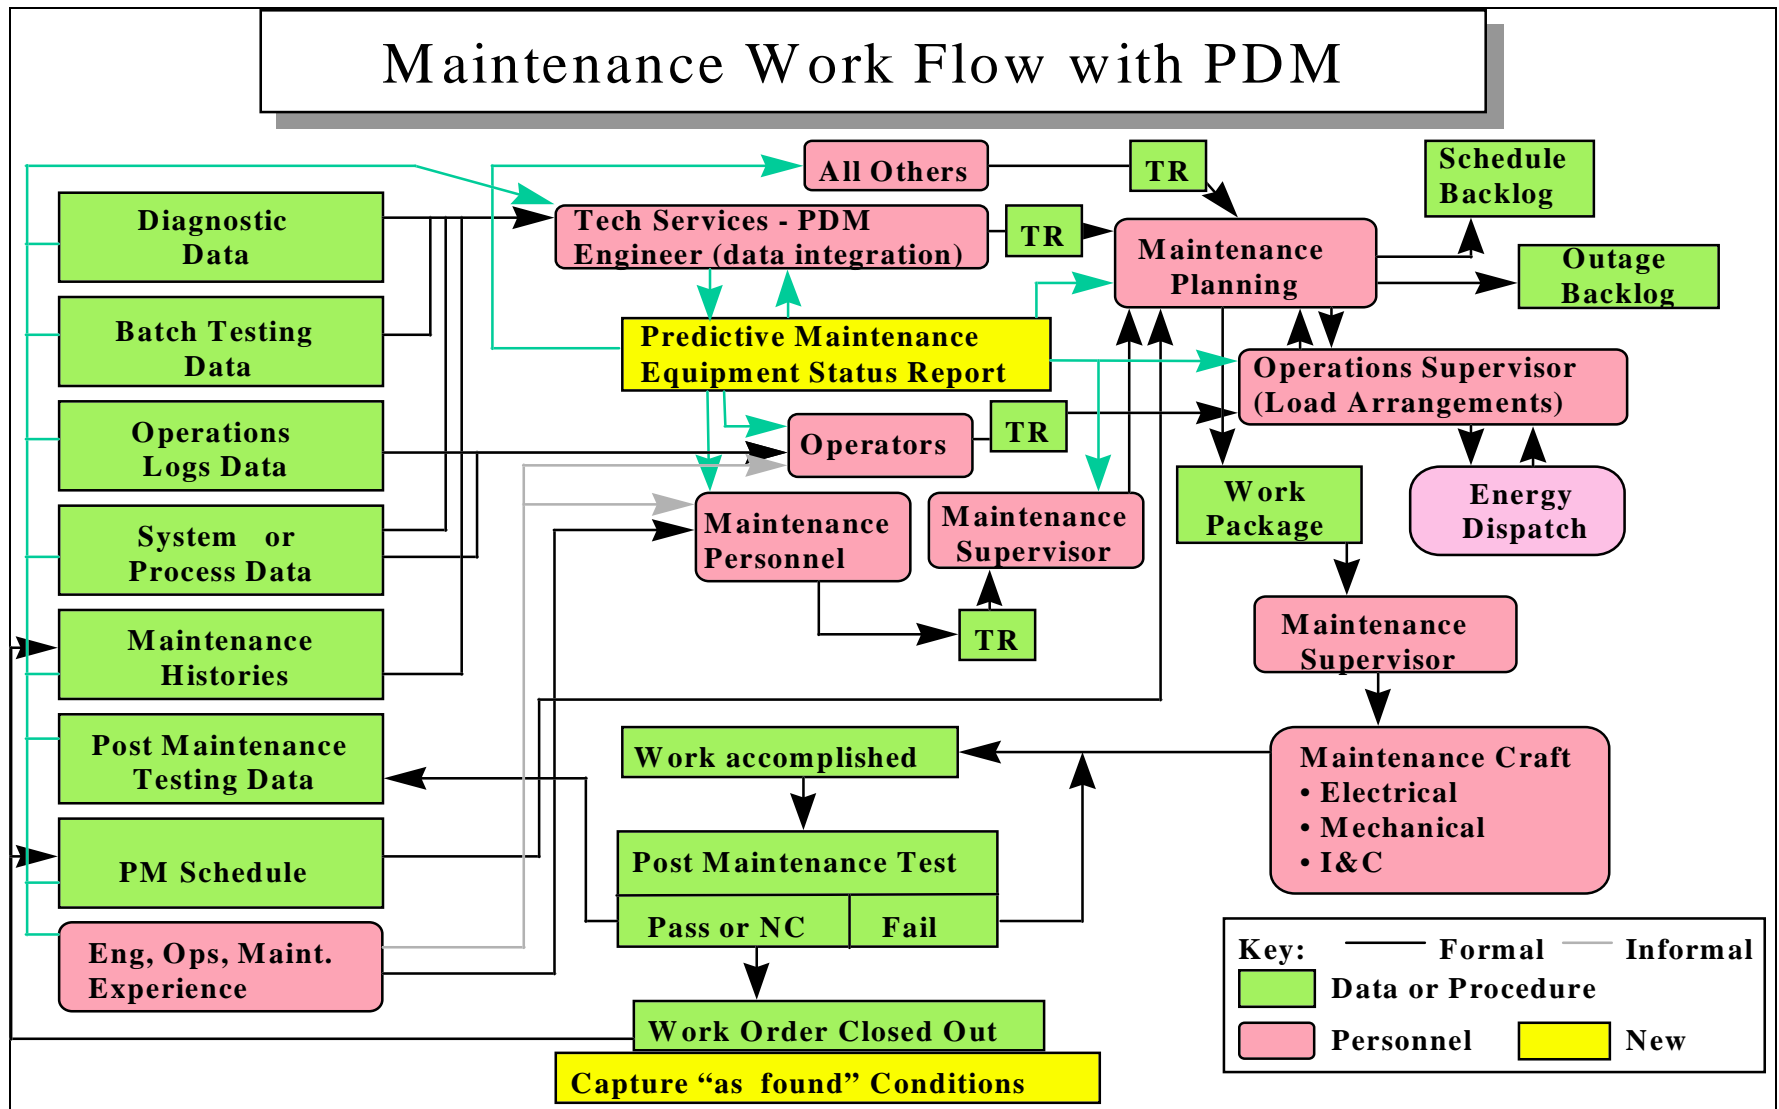 Maintenance Work Flow with PDM
All Others
TR
Schedule
Backlog
Diagnostic
Data
Tech Services - PDM
Engineer (data integration)
TR
Maintenance
Planning
Outage
Backlog
Batch Testing
Data
Predictive Maintenance
Equipment Status Report
Operations Supervisor
(Load Arrangements)
Operations
Logs Data
Operators
TR
Work
Package
Energy
Dispatch
System or
Process Data
Maintenance
Personnel
Maintenance
Supervisor
TR
Maintenance
Histories
Maintenance
Supervisor
Post Maintenance
Testing Data
Work accomplished
Maintenance Craft
• Electrical
• Mechanical
• I&C
PM Schedule
Post Maintenance Test
Pass or NC
Fail
Eng, Ops, Maint.
Experience
Work Order Closed Out
Capture “as found” Conditions
Key: Formal Informal
Data or Procedure
Personnel New